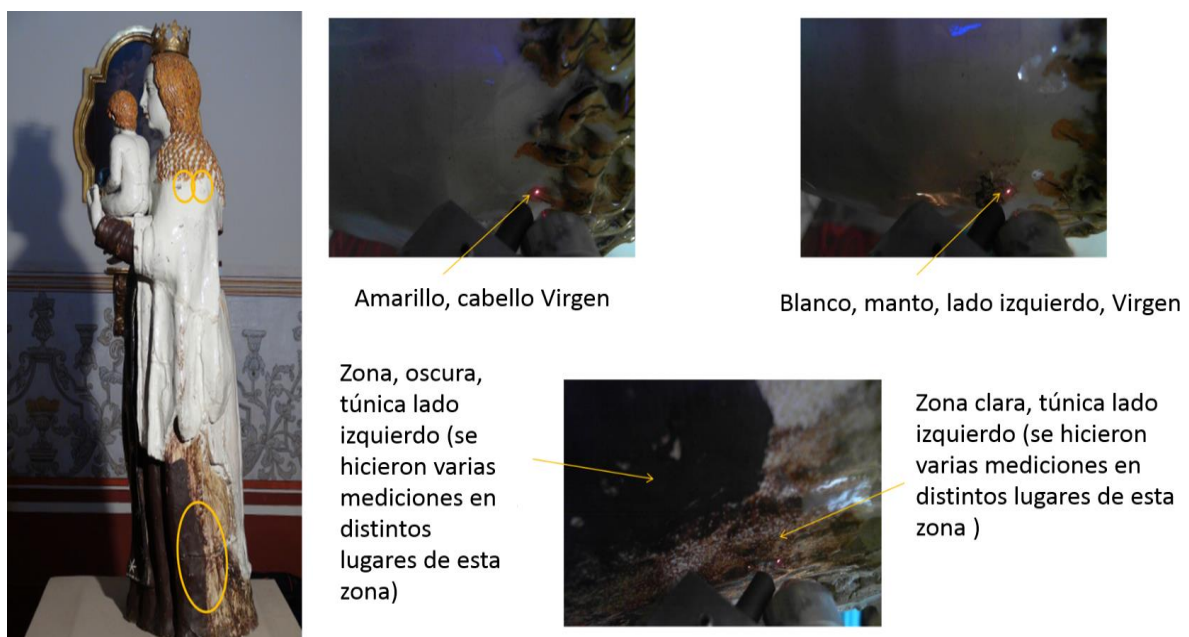 Amarillo, cabello Virgen
Blanco, manto, lado izquierdo, Virgen
Zona, oscura,
túnica lado
izquierdo (se
hicieron varias
mediciones en
distintos
lugares de esta
zona)
Zona clara, túnica lado
izquierdo (se hicieron
varias mediciones en
distintos lugares de esta
zona )